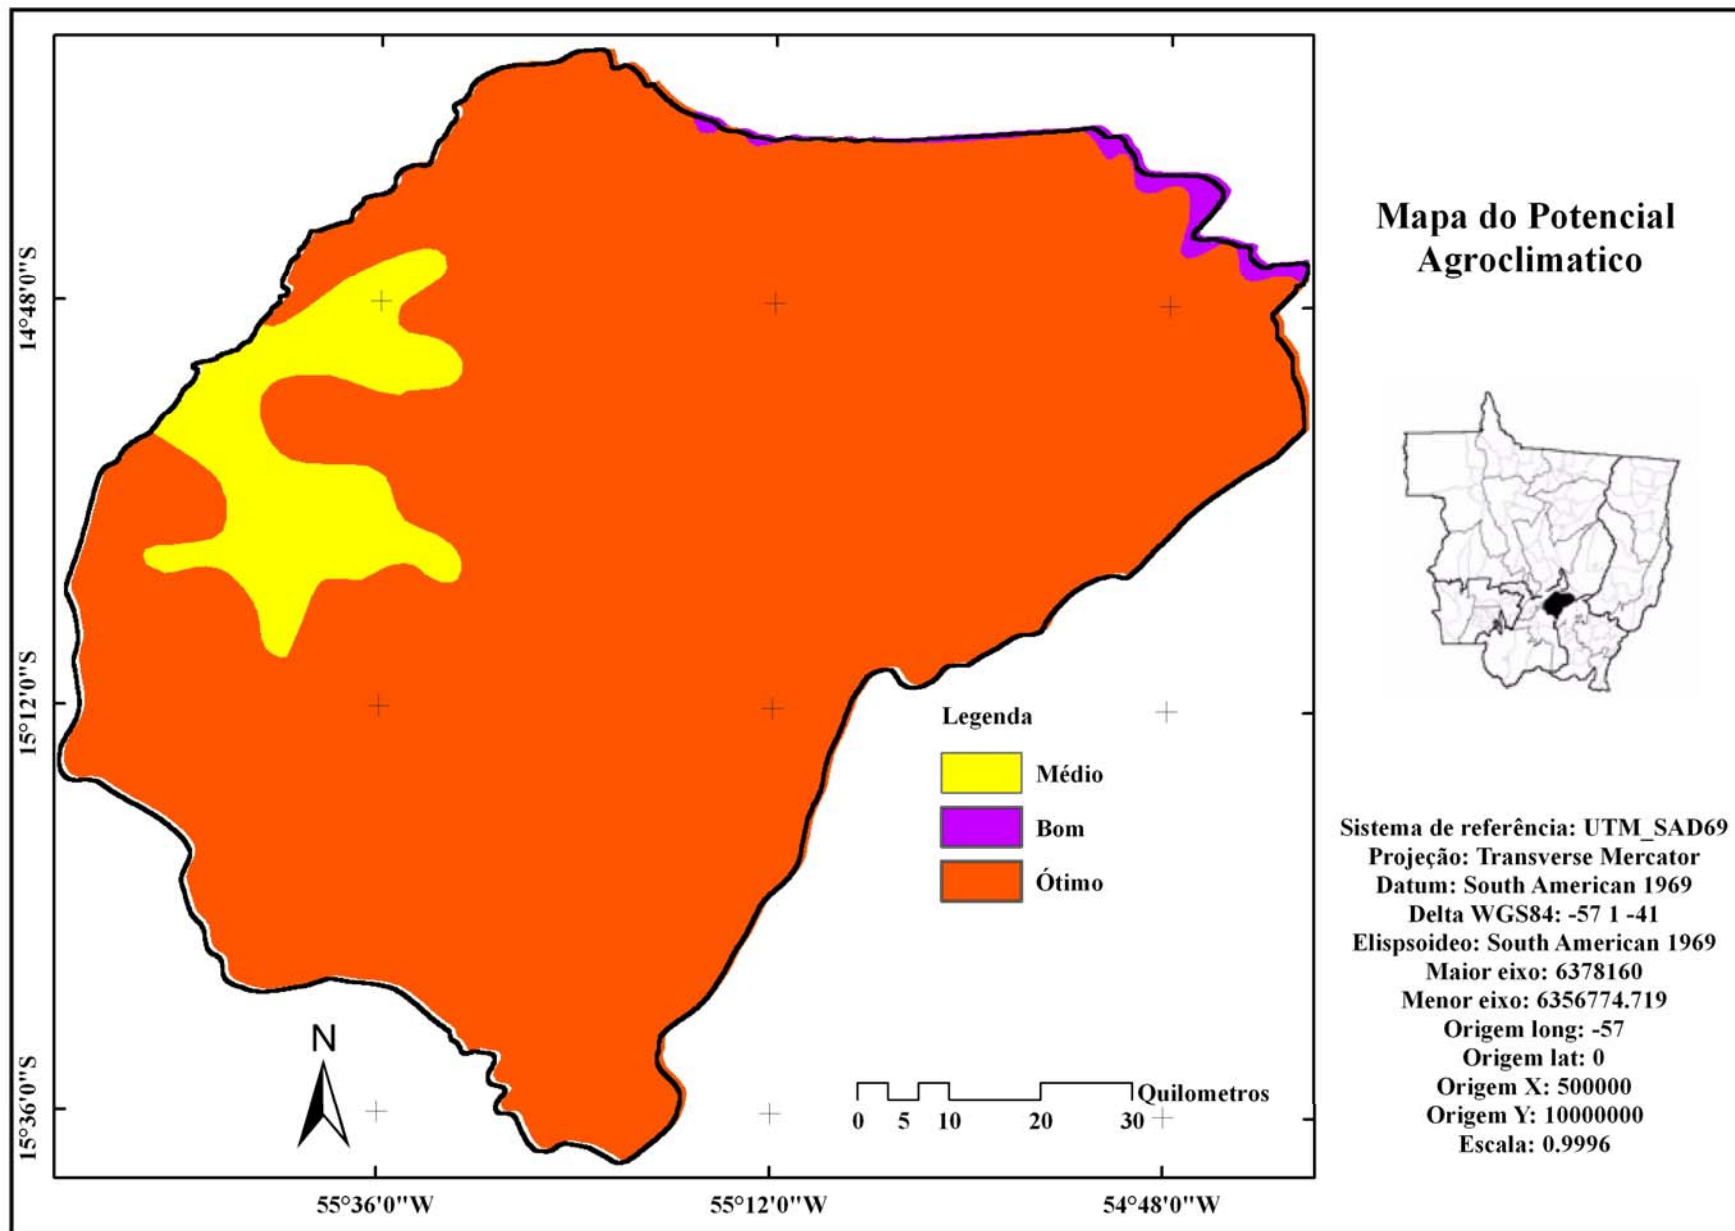 Mapa do Potencial
Agroclimatico
14°48'0"S
15°12'0"S
15°36'0"S
Legenda
Médio
Bom
Ótimo
N
Quilometros
0 5 10 20 30
55°36'0"W 55°12'0"W 54°48'0"W
Sistema de referência: UTM_SAD69
Projeção: Transverse Mercator
Datum: South American 1969
Delta WGS84: -57 1 -41
Elispsoideo: South American 1969
Maior eixo: 6378160
Menor eixo: 6356774.719
Origem long: -57
Origem lat: 0
Origem X: 500000
Origem Y: 10000000
Escala: 0.9996